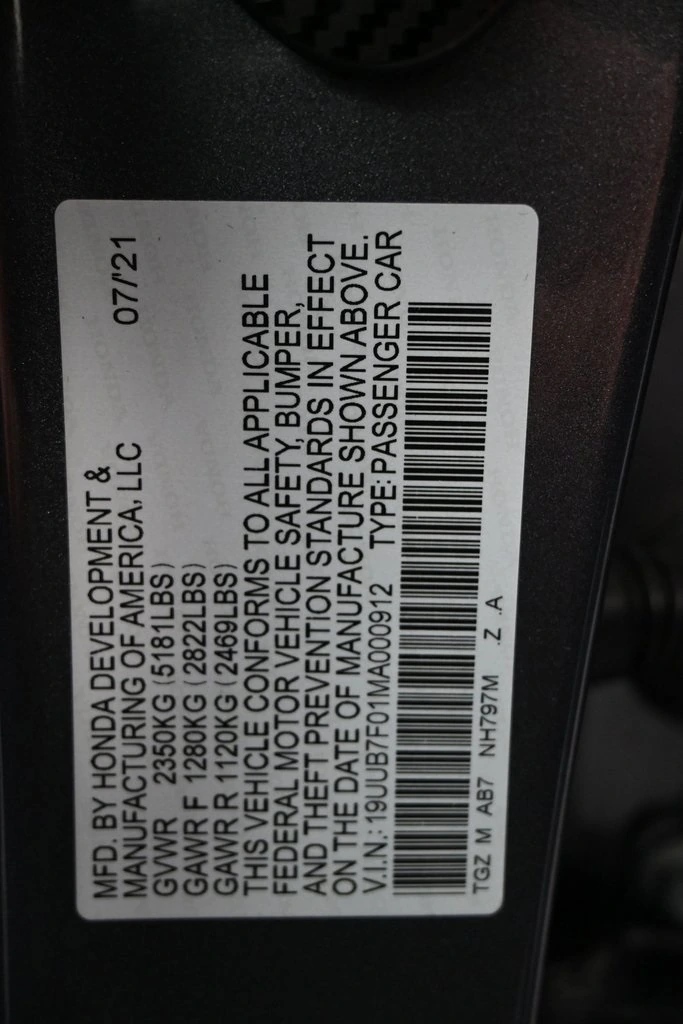 MFD. BY HONDA DEVELOPMENT &
MANUFACTURING OF AMERICA, LLC 07/'21
GVWR 2350KG (5181LBS)
GAWR F 1280KG (2822LBS)
GAWR R 1120KG (2469LBS)
THIS VEHICLE CONFORMS TO ALL APPLICABLE
FEDERAL MOTOR VEHICLE SAFETY, BUMPER,
AND THEFT PREVENTION STANDARDS IN EFFECT
ON THE DATE OF MANUFACTURE SHOWN ABOVE.
V.I.N.: 19UUB7F01MA000912 TYPE: PASSENGER CAR
TGZ M AB7 NH797M .Z .A